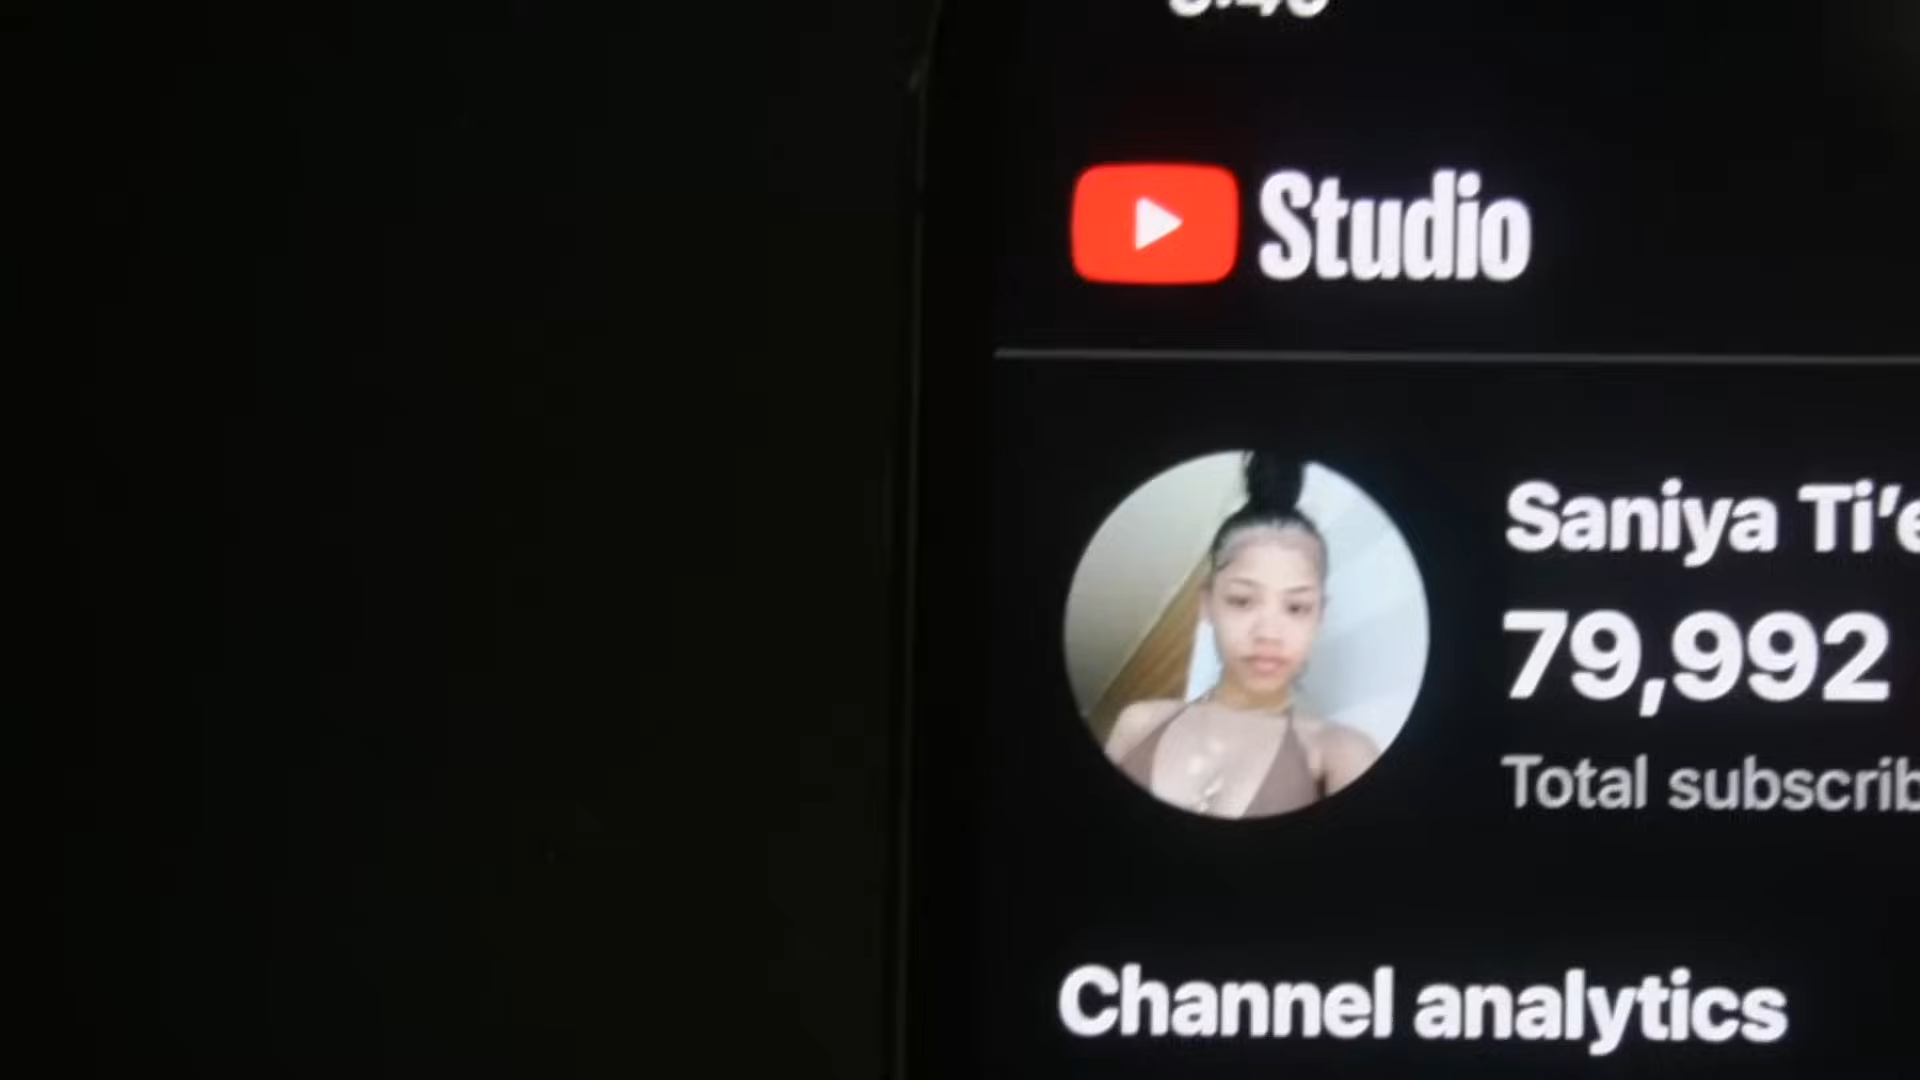 Studio
Saniya Ti'e
79,992
Total subscrib
Channel analytics